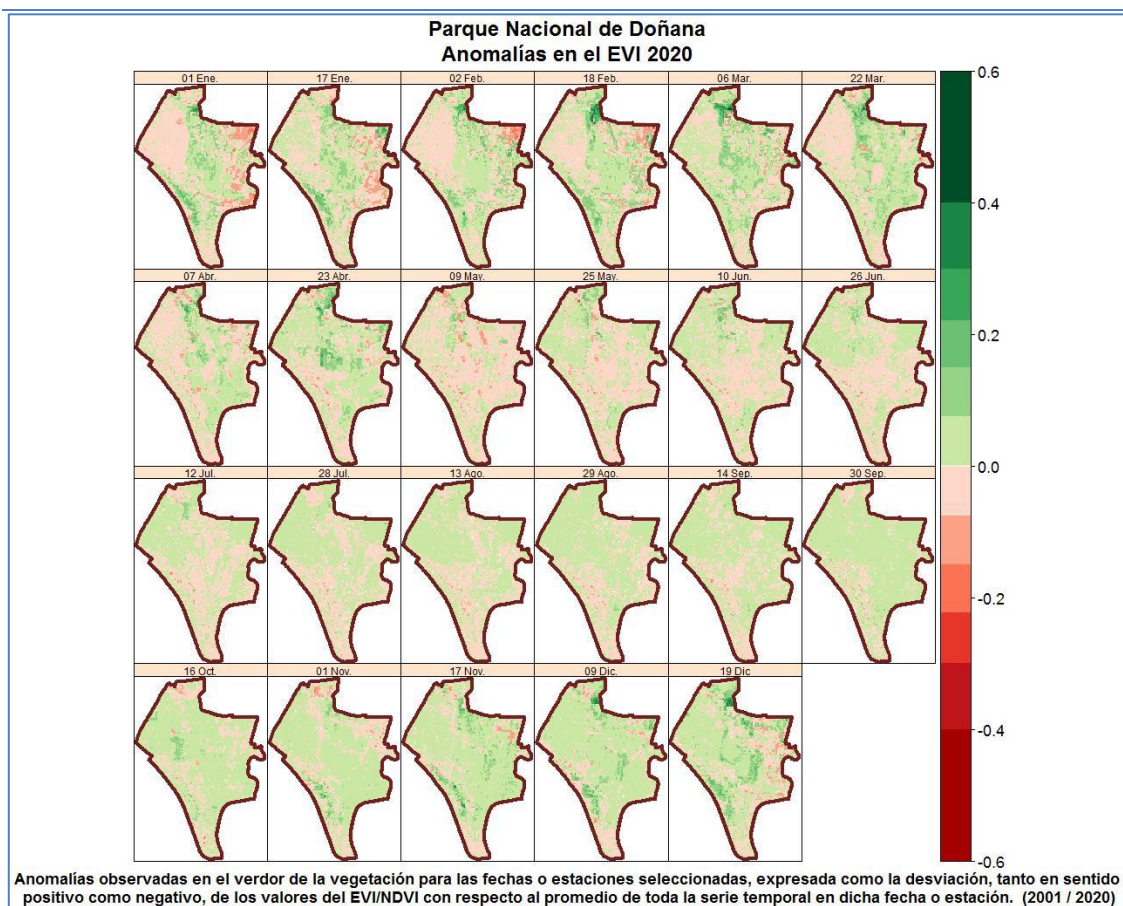 Parque Nacional de Doñana
Anomalías en el EVI 2020
01 Ene. 17 Ene. 02 Feb. 18 Feb. 06 Mar. 22 Mar.
07 Abr. 23 Abr. 09 May. 25 May. 10 Jun. 26 Jun.
12 Jul. 28 Jul. 13 Ago. 29 Ago. 14 Sep. 30 Sep.
16 Oct. 01 Nov. 17 Nov. 09 Dic. 19 Dic
0.6
0.4
0.2
0.0
-0.2
-0.4
-0.6
Anomalías observadas en el verdor de la vegetación para las fechas o estaciones seleccionadas, expresada como la desviación, tanto en sentido
positivo como negativo, de los valores del EVI/NDVI con respecto al promedio de toda la serie temporal en dicha fecha o estación. (2001 / 2020)